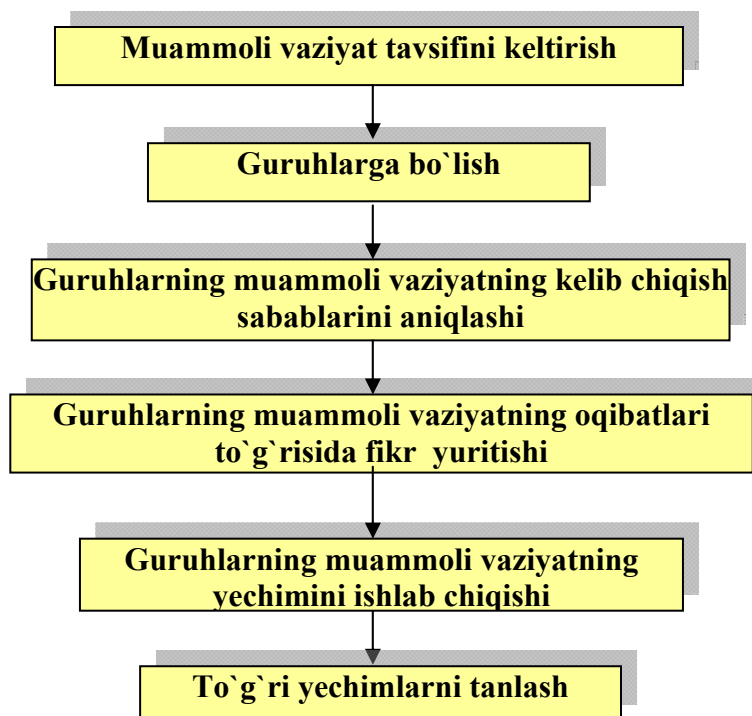 Muammoli vaziyat tavsifini keltirish
Guruhlarga bo`lish
Guruhlarning muammoli vaziyatning kelib chiqish
sabablarini aniqlashi
Guruhlarning muammoli vaziyatning oqibatlari
to`g`risida fikr yuritishi
Guruhlarning muammoli vaziyatning
yechimini ishlab chiqishi
To`g`ri yechimlarni tanlash